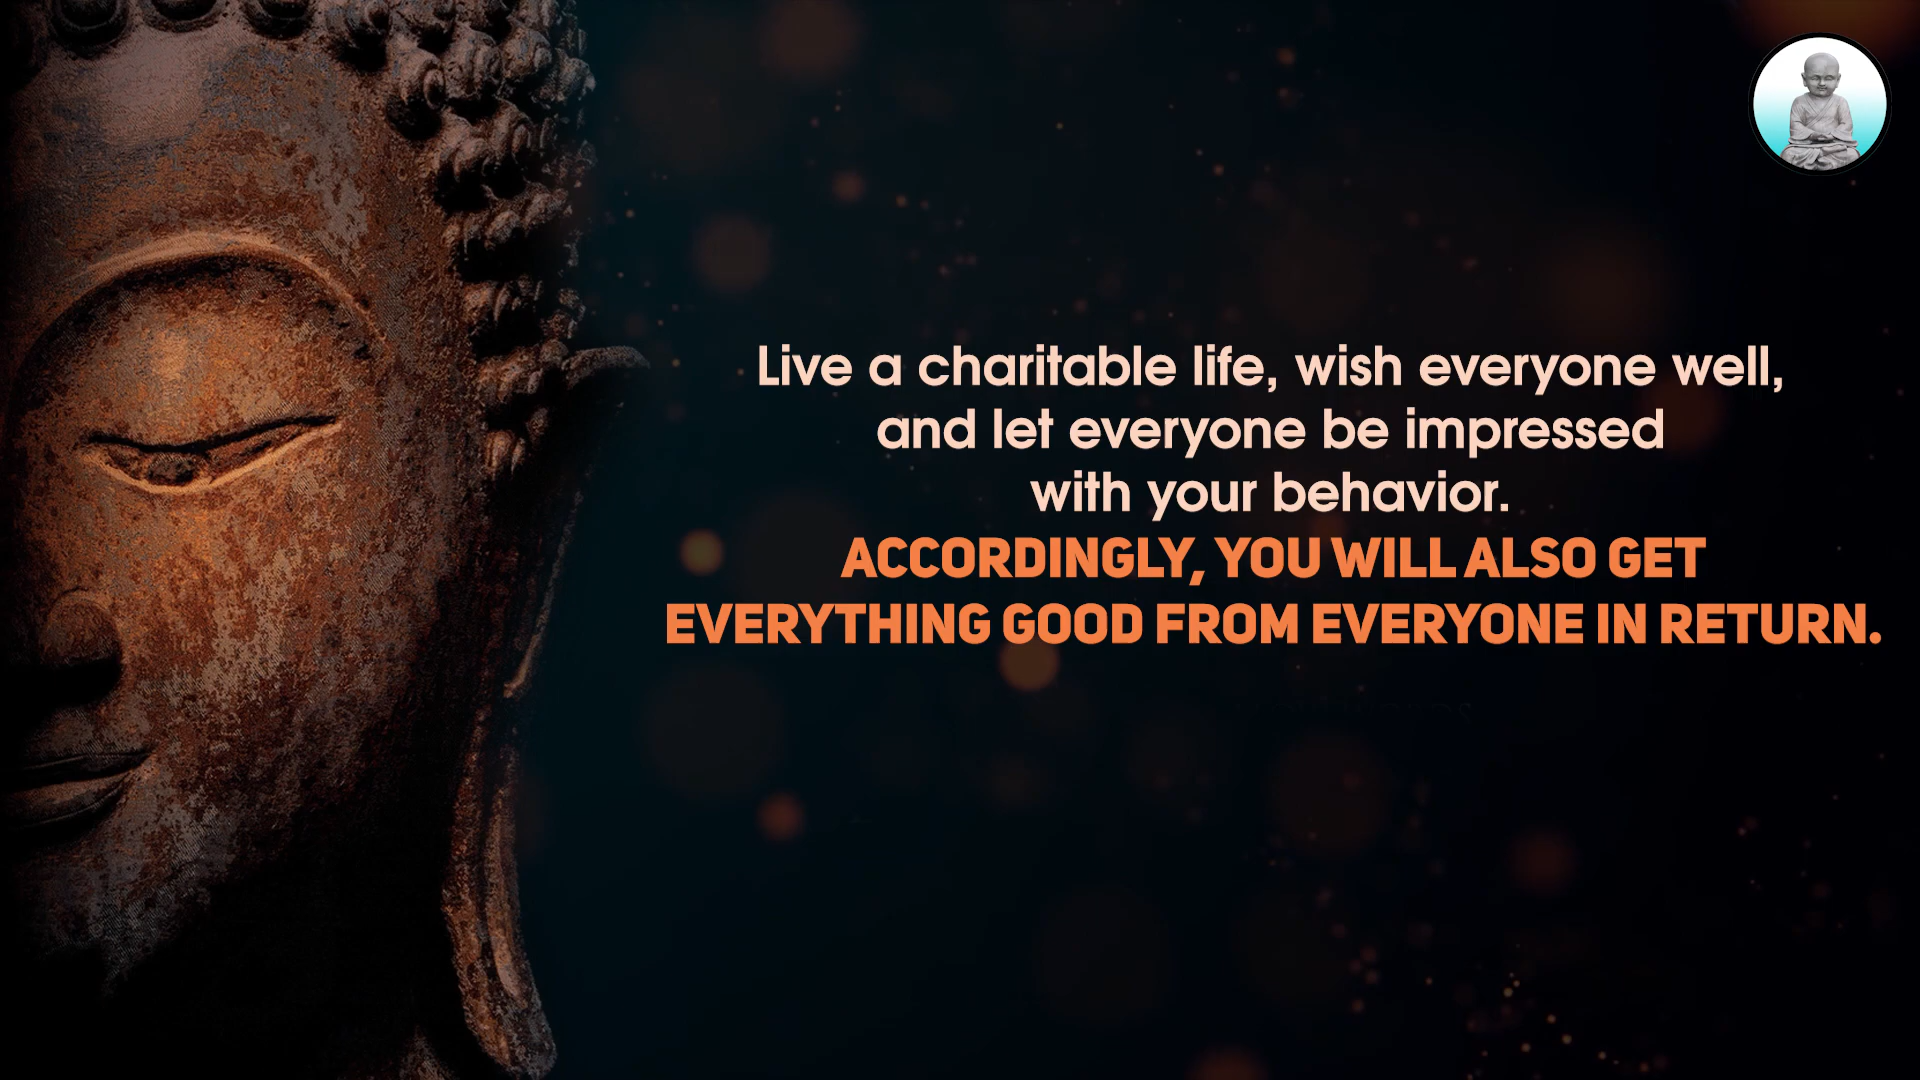 Live a charitable life, wish everyone well,
and let everyone be impressed
with your behavior.
ACCORDINGLY, YOU WILL ALSO GET
EVERYTHING GOOD FROM EVERYONE IN RETURN.